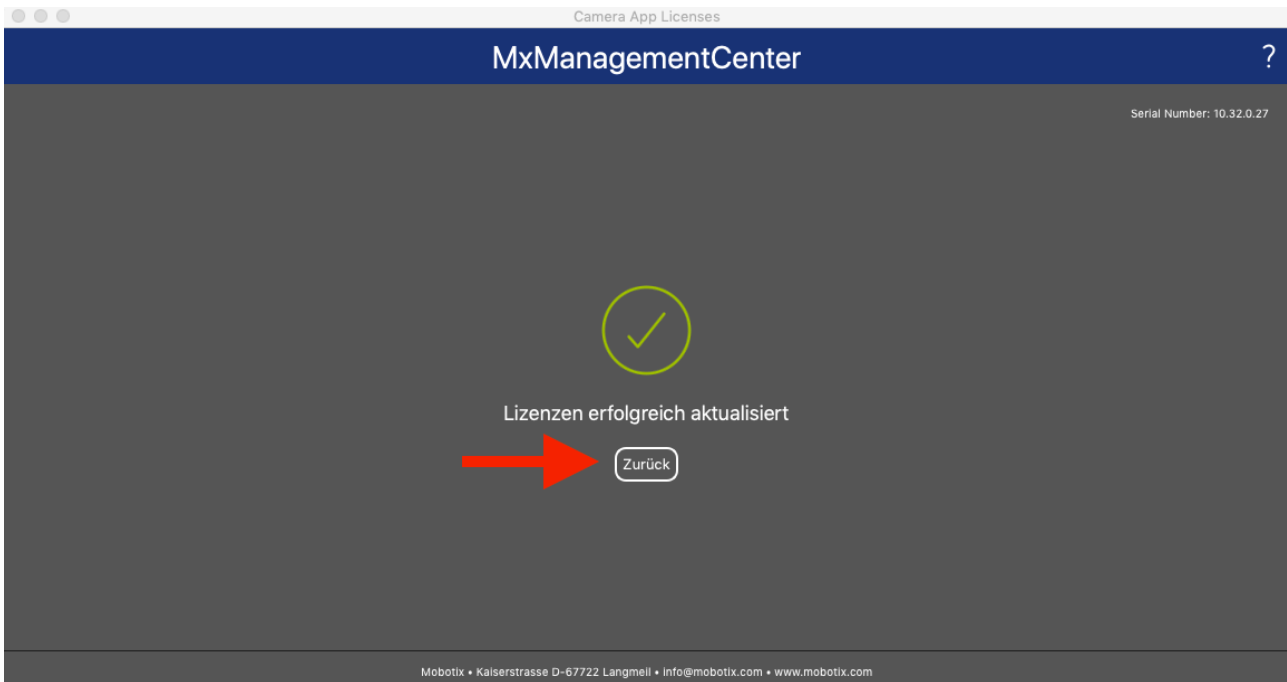 Camera App Licenses
MxManagementCenter
?
Serial Number: 10.32.0.27
Lizenzen erfolgreich aktualisiert
Zurück
Mobotix • Kaiserstrasse D-67722 Langmeil • info@mobotix.com • www.mobotix.com